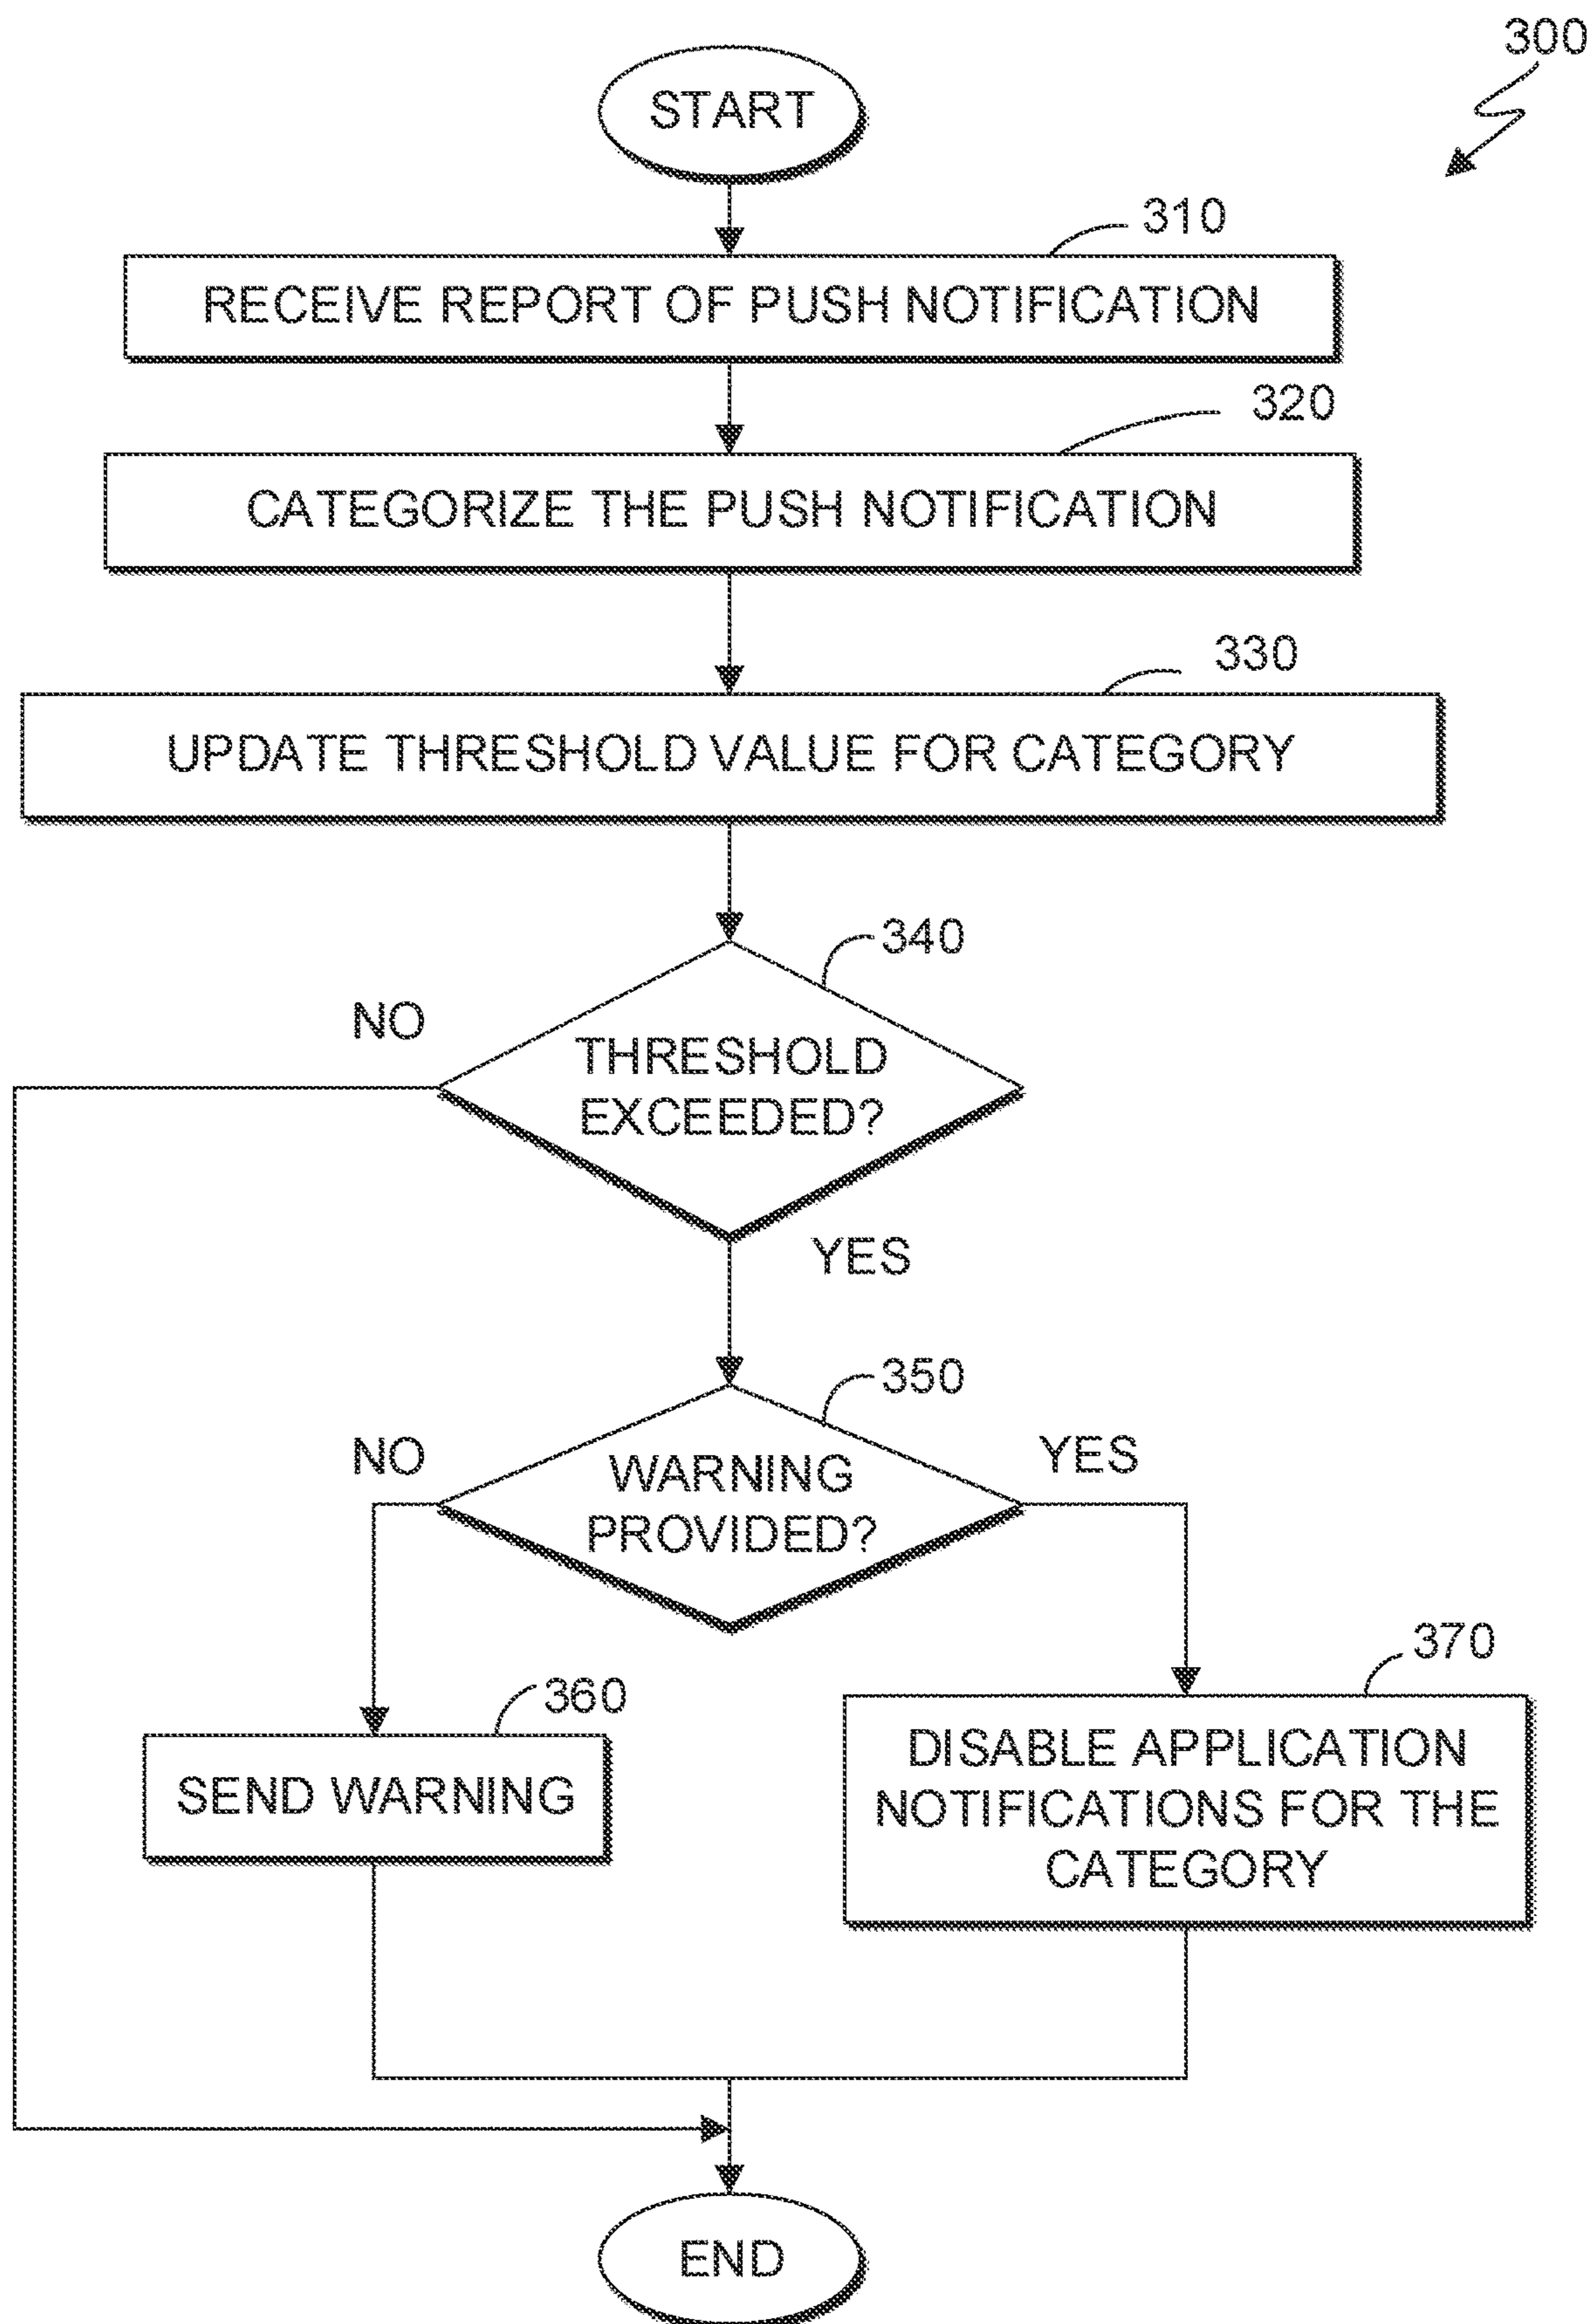 300
START
310
RECEIVE REPORT OF PUSH NOTIFICATION
320
CATEGORIZE THE PUSH NOTIFICATION
330
UPDATE THRESHOLD VALUE FOR CATEGORY
340
NO
THRESHOLD
EXCEEDED?
YES
350
NO
WARNING
PROVIDED?
YES
360
SEND WARNING
370
DISABLE APPLICATION
NOTIFICATIONS FOR THE
CATEGORY
END